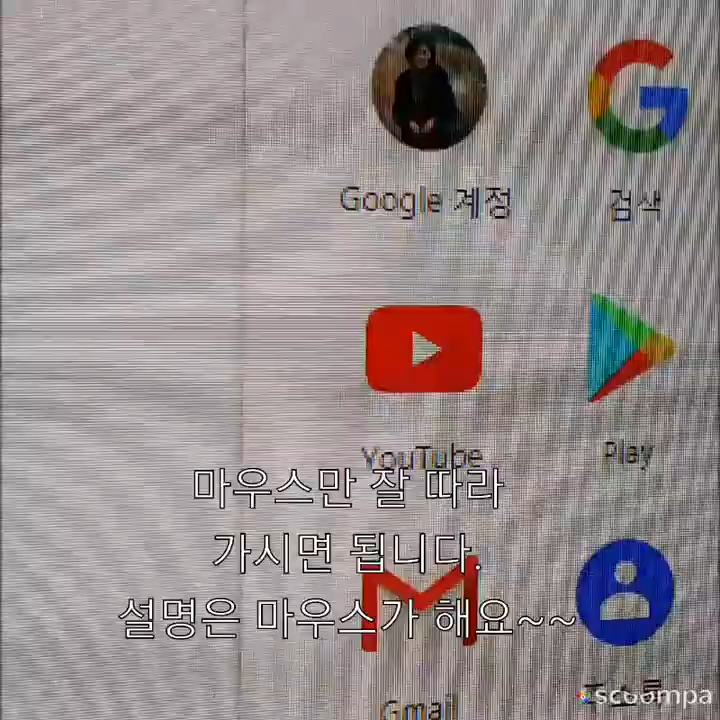 Google 계정
검색
YouTube
Play
마우스만 잘 따라
가시면 됩니다.
설명은 마우스가 해요~~
Gmail
scoompa